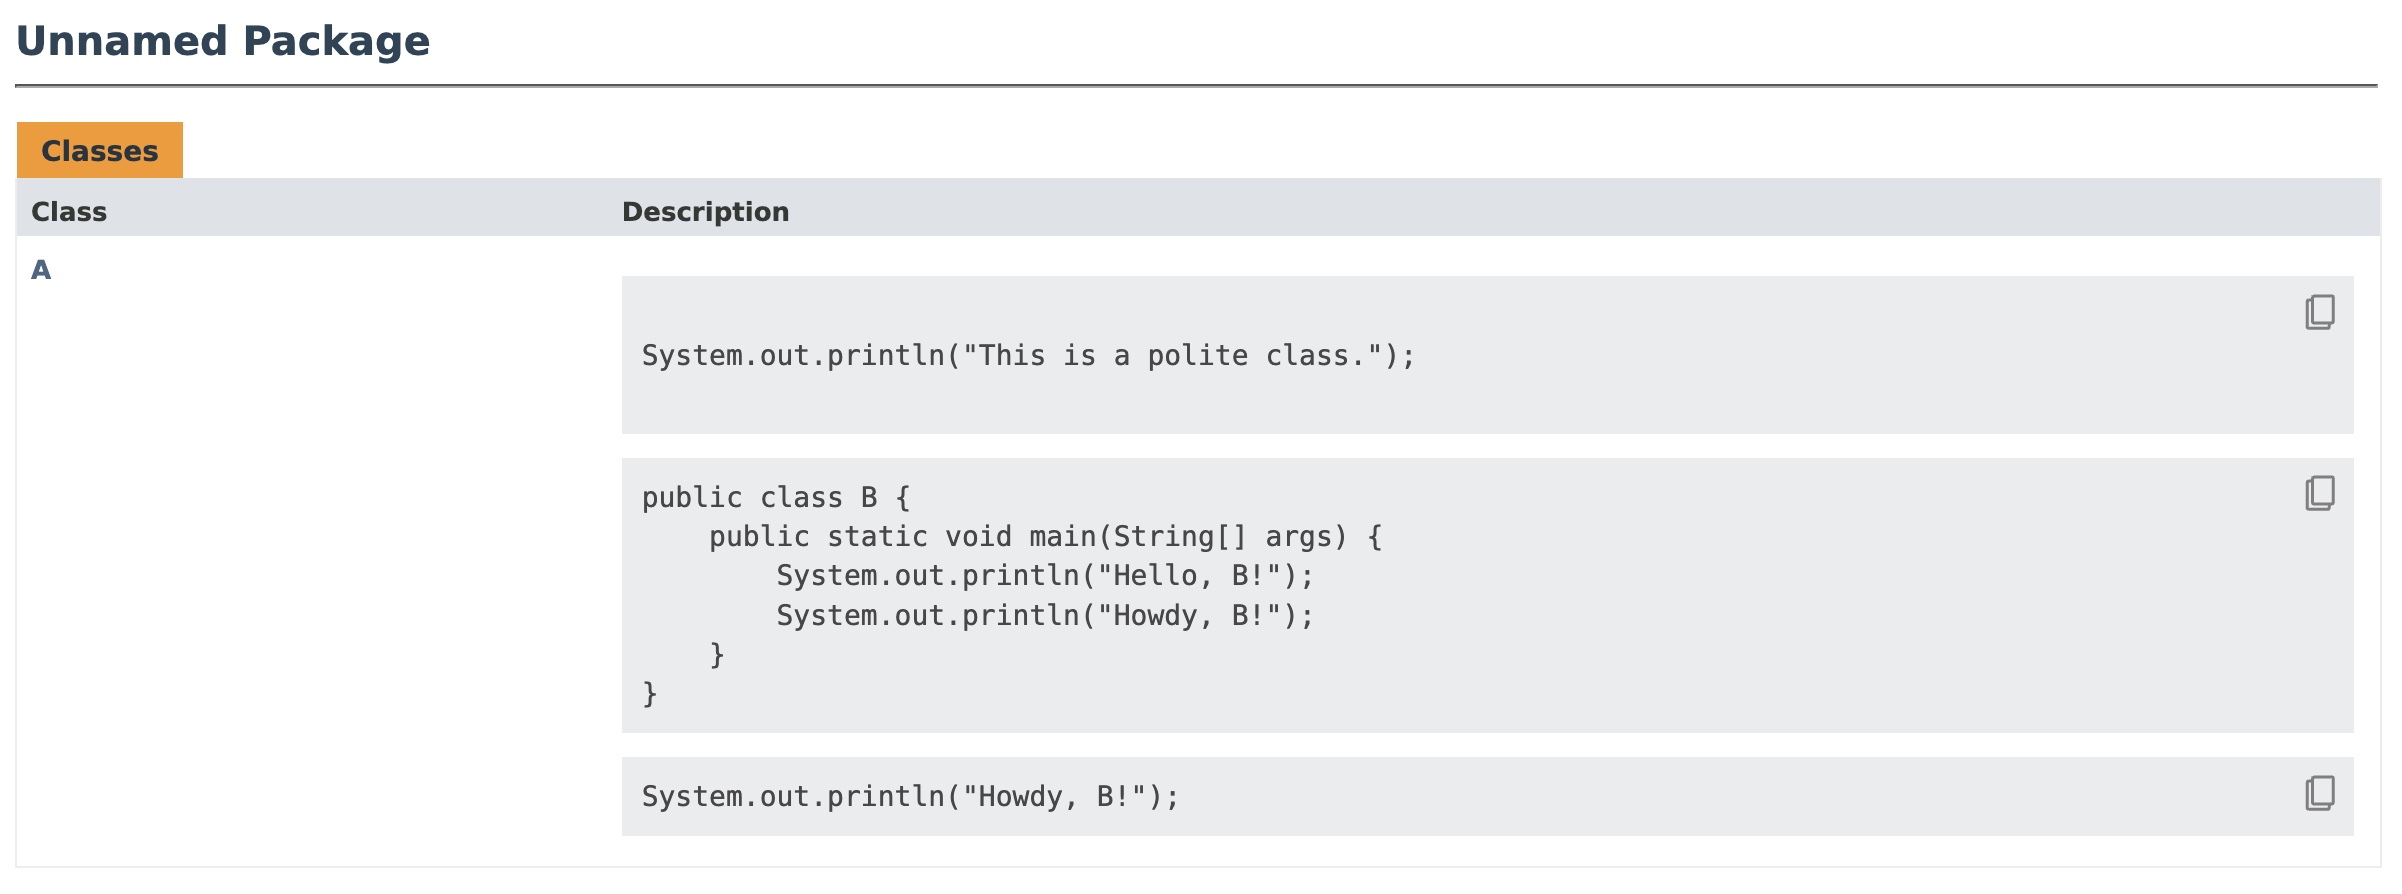 Unnamed Package
Classes
Class Description
A
System.out.println("This is a polite class.");
public class B {
    public static void main(String[] args) {
        System.out.println("Hello, B!");
        System.out.println("Howdy, B!");
    }
}
System.out.println("Howdy, B!");